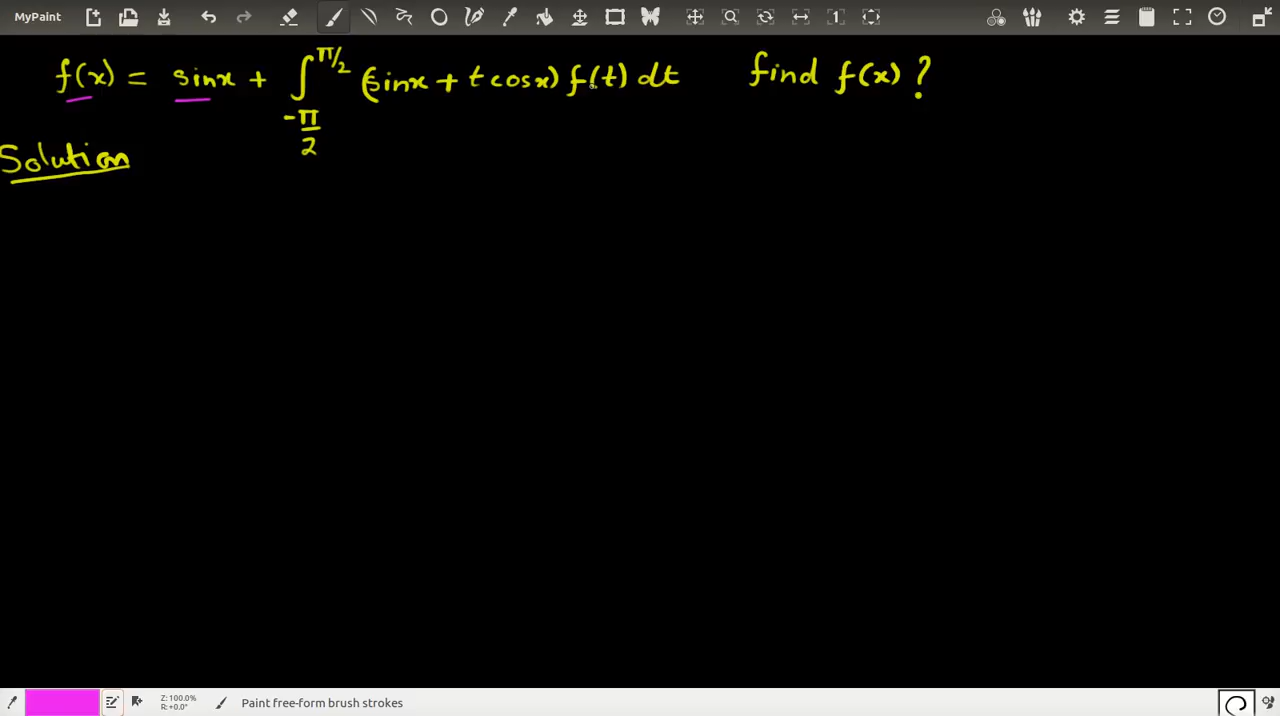 MyPaint
f(x) = sinx + ∫_{-π/2}^{π/2} (sinx + t cosx) f(t) dt find f(x) ?
Solution
Z: 100.0%
R: +0.0°
Paint free-form brush strokes